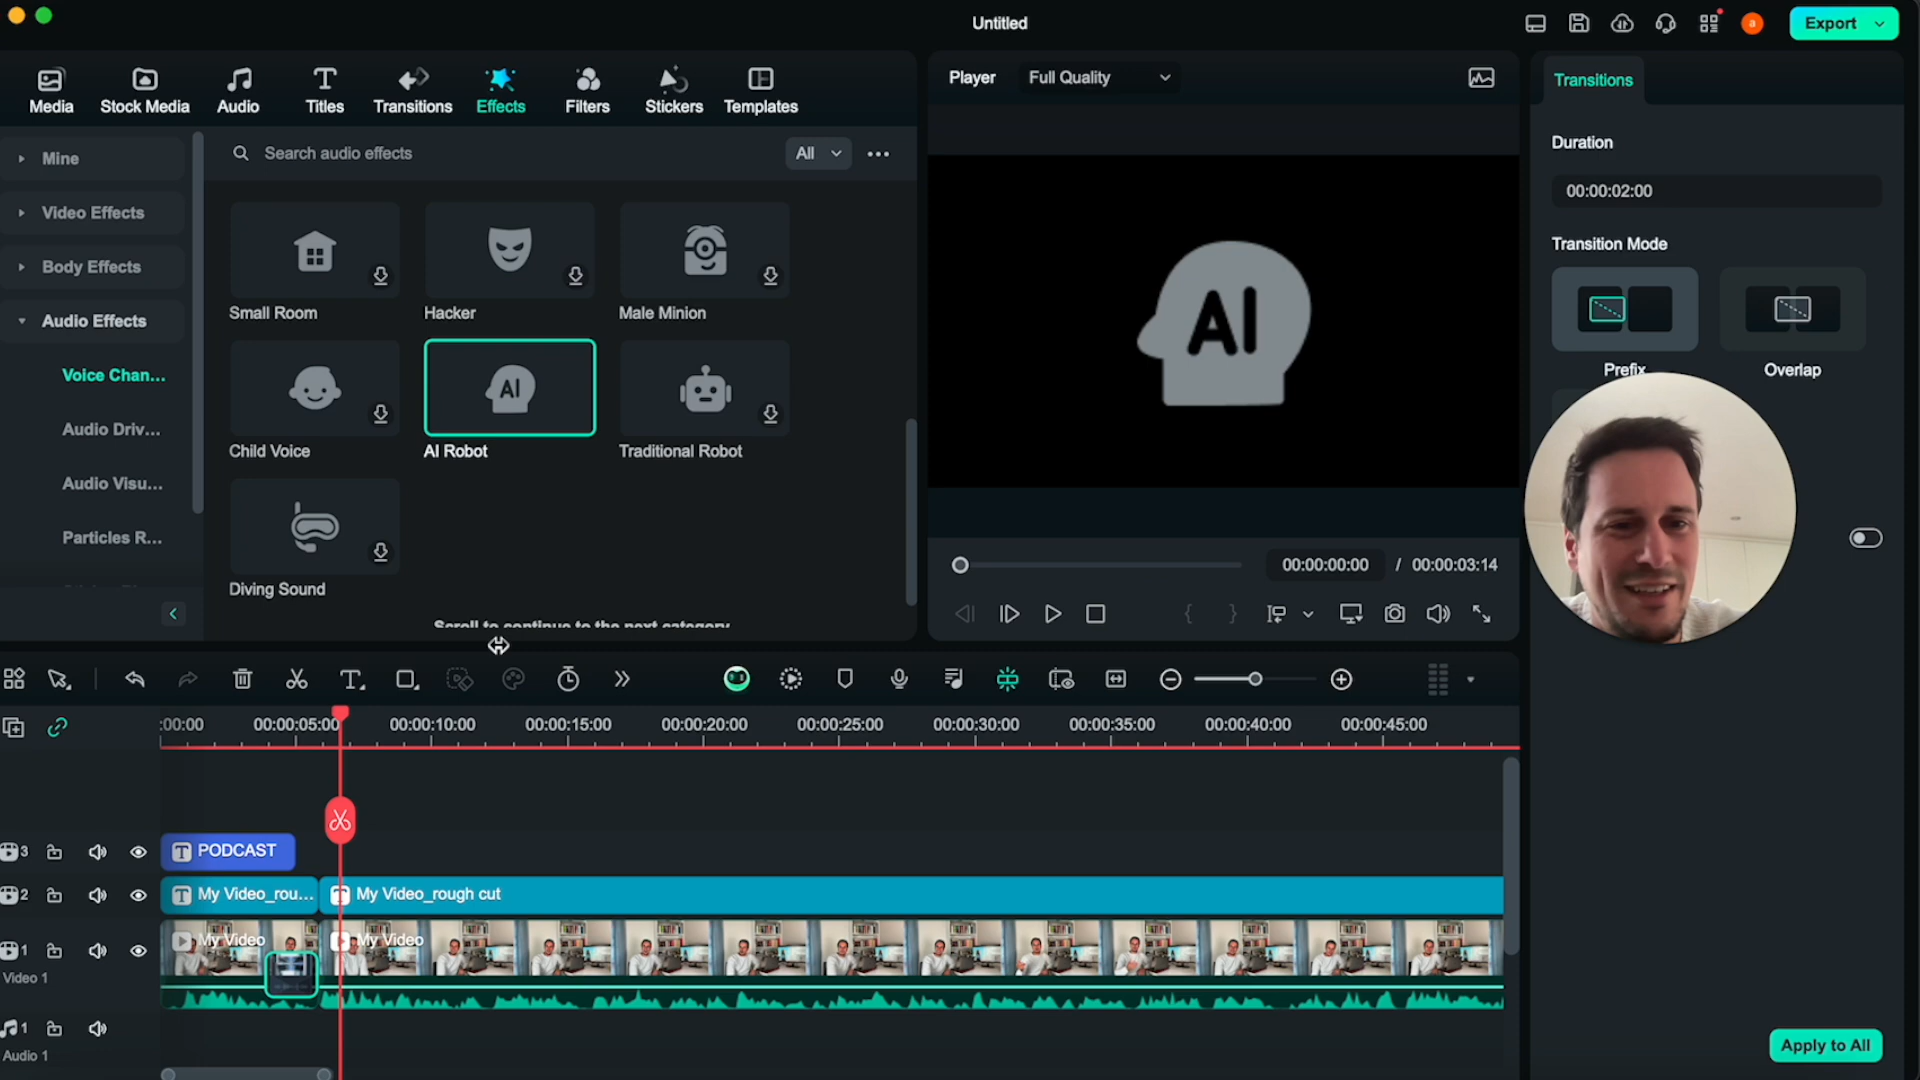 Untitled
Export
Media
Stock Media
Audio
Titles
Transitions
Effects
Filters
Stickers
Templates
Player
Full Quality
Transitions
Mine
Video Effects
Body Effects
Audio Effects
Voice Chan...
Audio Driv...
Audio Visu...
Particles R...
Search audio effects
All
Small Room
Hacker
Male Minion
AI
Child Voice
AI Robot
Traditional Robot
Diving Sound
Scroll to continue to the next category
AI
00:00:00:00 / 00:00:03:14
Duration
00:00:02:00
Transition Mode
Prefix
Overlap
:00:00
00:00:05:00
00:00:10:00
00:00:15:00
00:00:20:00
00:00:25:00
00:00:30:00
00:00:35:00
00:00:40:00
00:00:45:00
3
T PODCAST
2
T My Video_rou...
T My Video_rough cut
1
My Video
My Video
Video 1
1
Audio 1
Apply to All